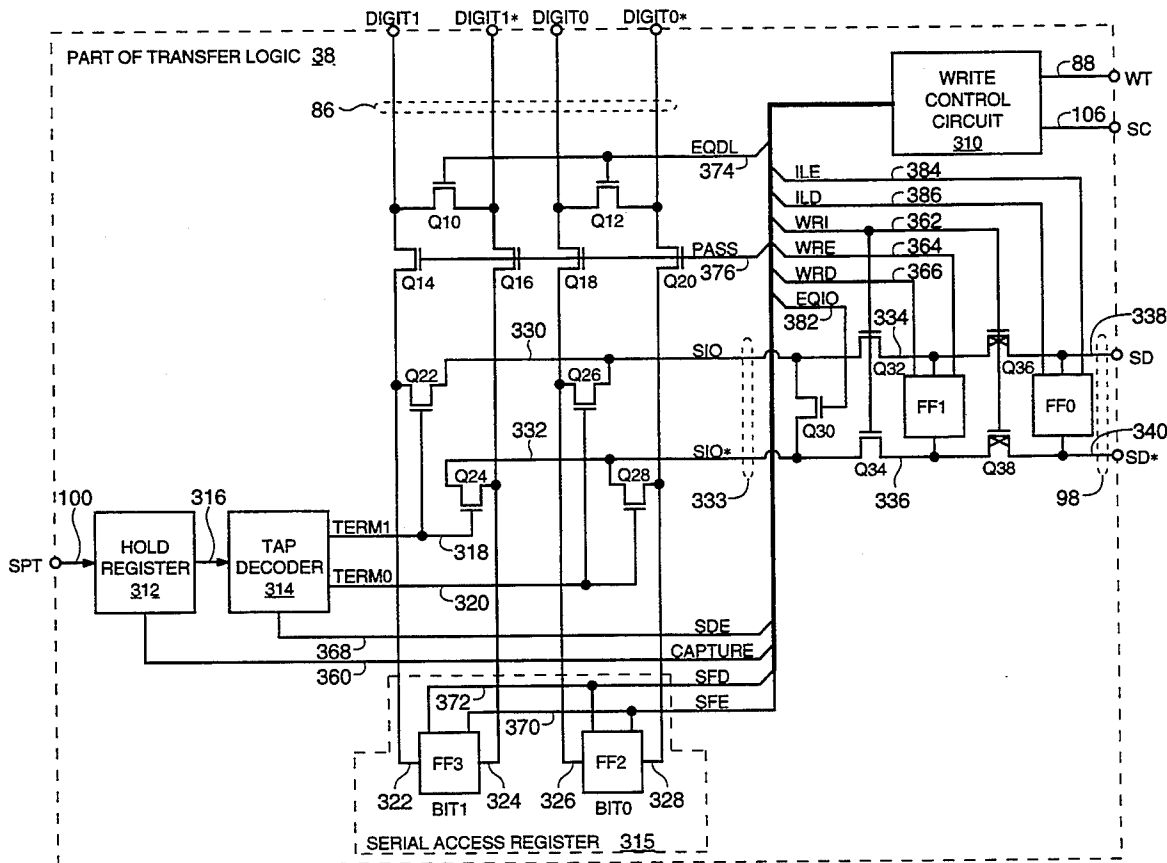 DIGIT1 DIGIT1* DIGIT0 DIGIT0*
PART OF TRANSFER LOGIC 38
86
WRITE
CONTROL
CIRCUIT
310
88
WT
106
SC
EQDL
374
Q10
Q12
ILE
384
ILD
386
WRI
362
WRE
364
WRD
366
EQIO
382
PASS
376
Q14
Q16
Q18
Q20
330
SIO
334
338
SD
Q22
Q26
Q32
Q36
FF1
FF0
Q30
332
SIO*
340
SD*
Q24
Q28
333
Q34
336
Q38
98
100
316
TERM1
318
SPT
HOLD
REGISTER
312
TAP
DECODER
314
TERM0
320
SDE
368
CAPTURE
360
SFD
372
SFE
370
FF3
FF2
322
324
326
328
BIT1
BIT0
SERIAL ACCESS REGISTER 315